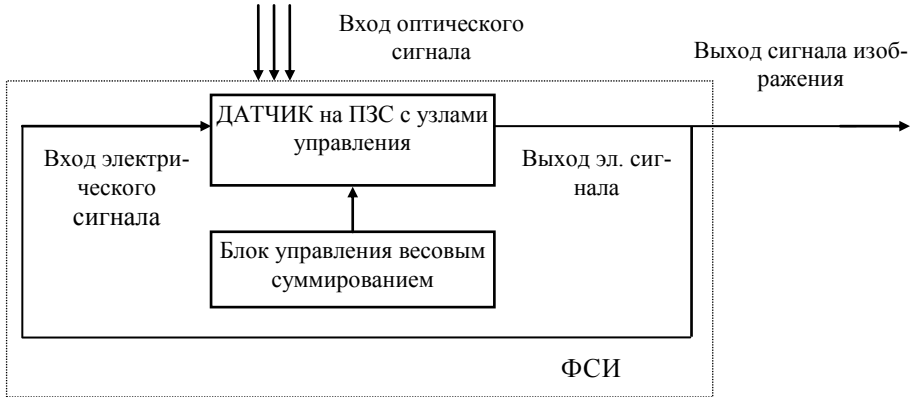 Вход оптического
сигнала
Выход сигнала изоб-
ражения
ДАТЧИК на ПЗС с узлами
управления
Вход электри-
ческого
сигнала
Выход эл. сиг-
нала
Блок управления весовым
суммированием
ФСИ